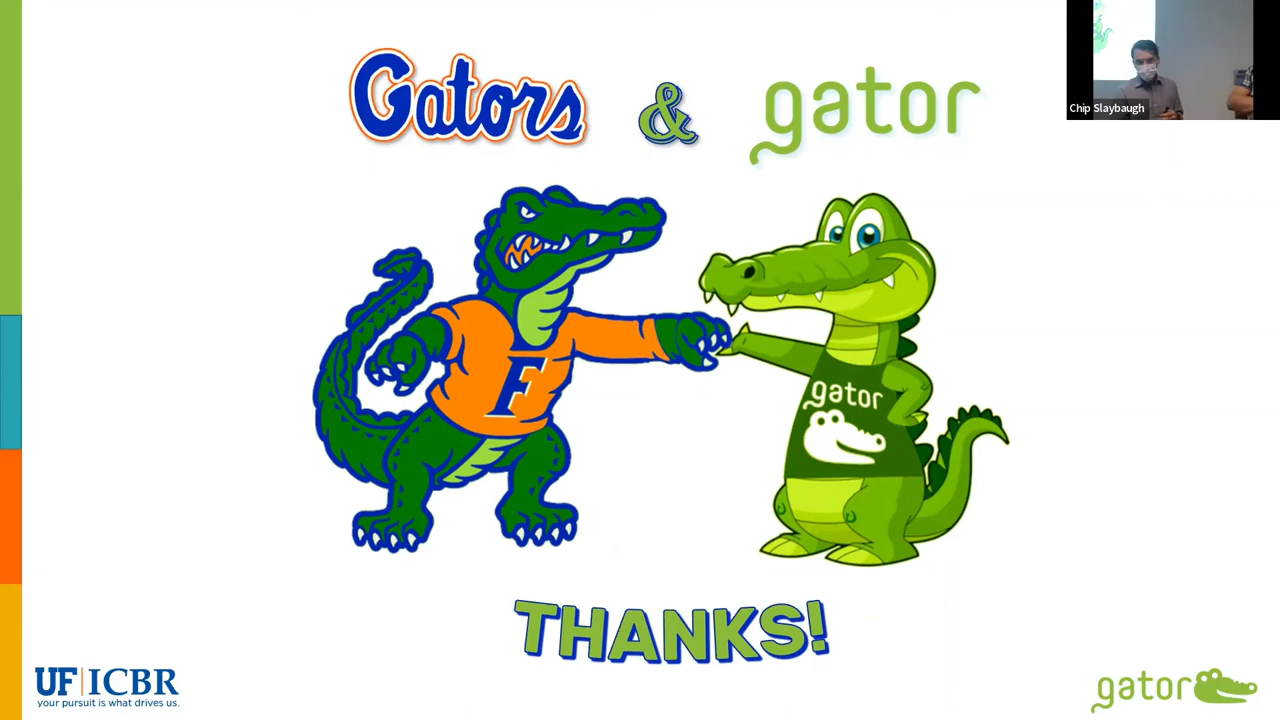 Gators & gator
Chip Slaybaugh
F
gator
THANKS!
UF|ICBR
your pursuit is what drives us.
gator